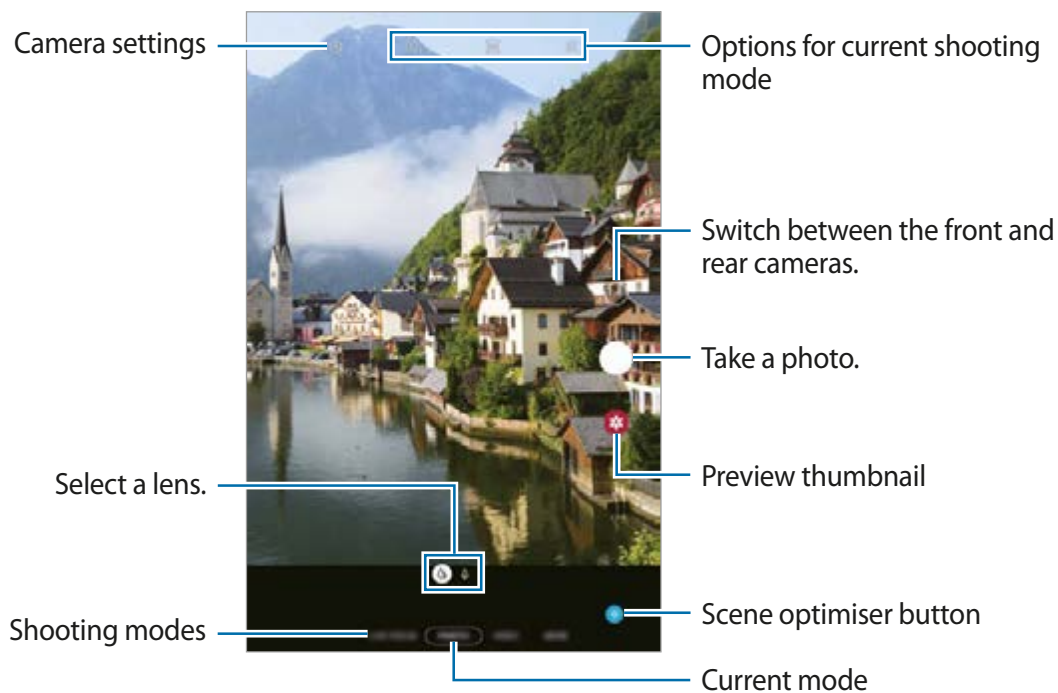 Camera settings
Options for current shooting
mode
Switch between the front and
rear cameras.
Take a photo.
Preview thumbnail
Select a lens.
Scene optimiser button
Shooting modes
Current mode